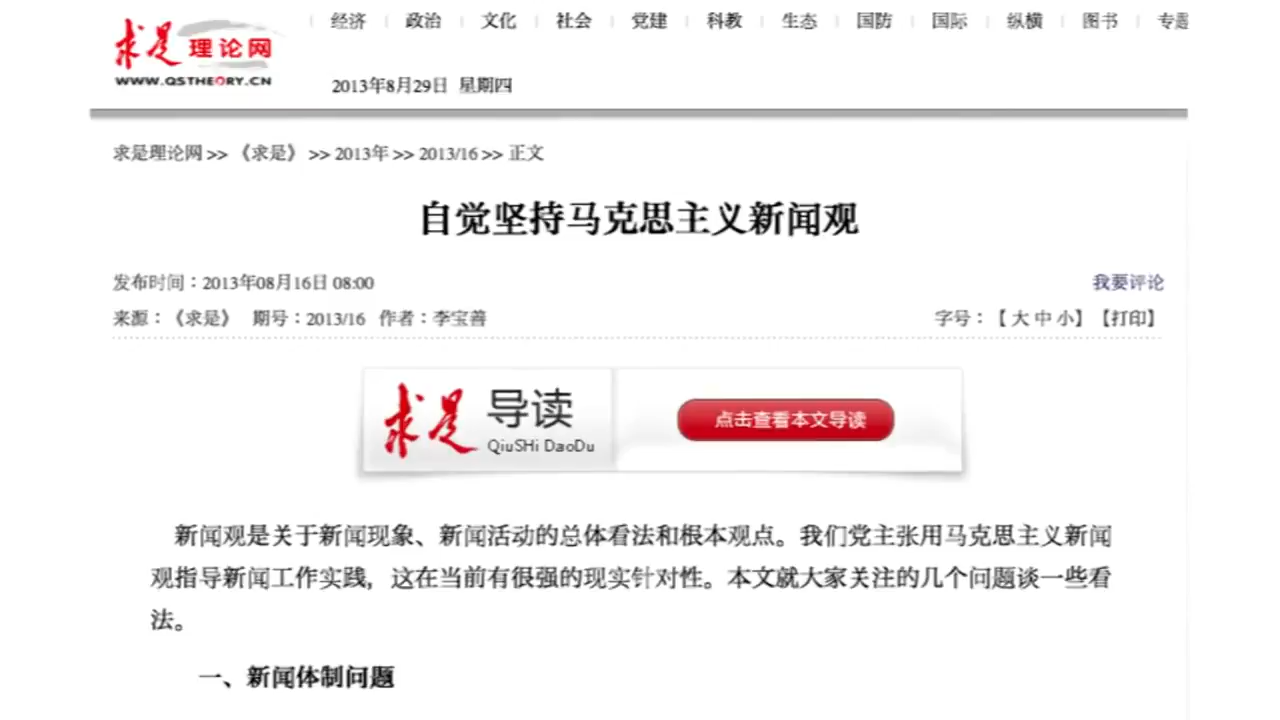 求是理论网
WWW.QSTHEORY.CN
经济 | 政治 | 文化 | 社会 | 党建 | 科教 | 生态 | 国防 | 国际 | 纵横 | 图书 | 专题
2013年8月29日 星期四
求是理论网 >> 《求是》 >> 2013年 >> 2013/16 >> 正文
自觉坚持马克思主义新闻观
发布时间：2013年08月16日 08:00 我要评论
来源：《求是》 期号：2013/16 作者：李宝善 字号：【 大 中 小】 【打印】
求是 导读
QiuSHi DaoDu
点击查看本文导读
新闻观是关于新闻现象、新闻活动的总体看法和根本观点。我们党主张用马克思主义新闻
观指导新闻工作实践，这在当前有很强的现实针对性。本文就大家关注的几个问题谈一些看
法。
一、新闻体制问题